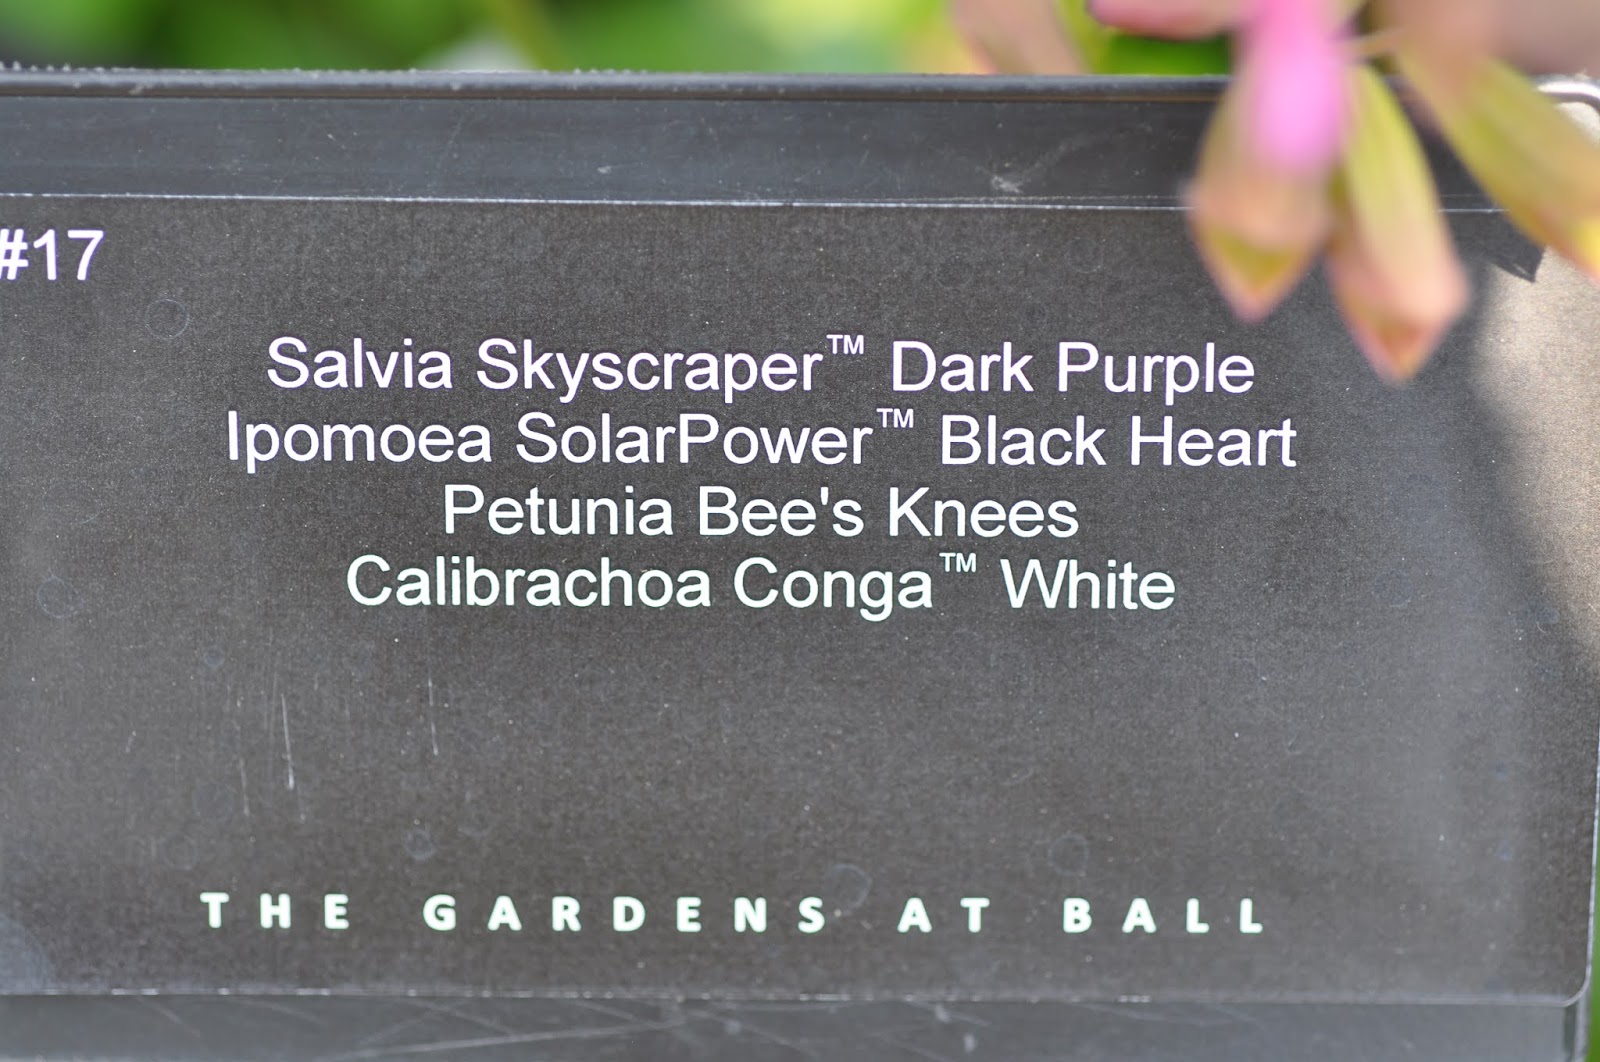 #17
Salvia Skyscraper™ Dark Purple
Ipomoea SolarPower™ Black Heart
Petunia Bee's Knees
Calibrachoa Conga™ White
THE GARDENS AT BALL